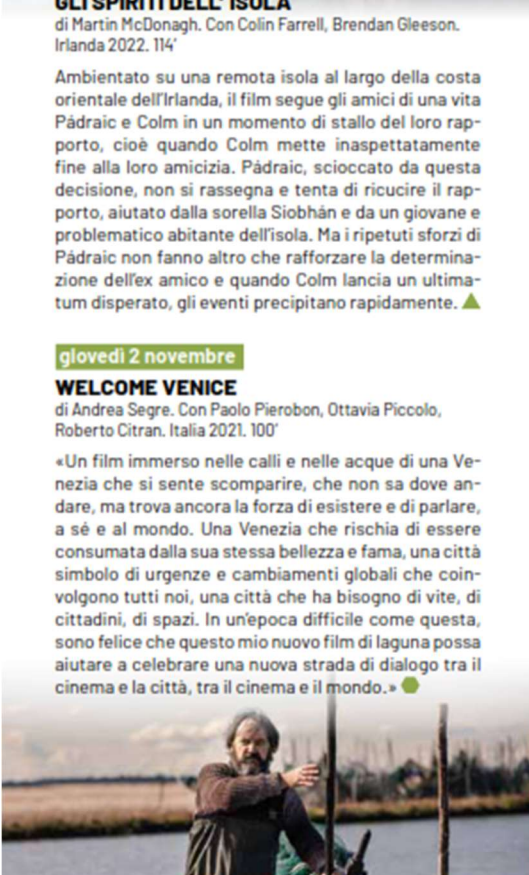 GLI SPIRITI DELL' ISOLA
di Martin McDonagh. Con Colin Farrell, Brendan Gleeson.
Irlanda 2022. 114'
Ambientato su una remota isola al largo della costa
orientale dell'Irlanda, il film segue gli amici di una vita
Pádraic e Colm in un momento di stallo del loro rap-
porto, cioè quando Colm mette inaspettatamente
fine alla loro amicizia. Pádraic, scioccato da questa
decisione, non si rassegna e tenta di ricucire il rap-
porto, aiutato dalla sorella Siobhán e da un giovane e
problematico abitante dell'isola. Ma i ripetuti sforzi di
Pádraic non fanno altro che rafforzare la determina-
zione dell'ex amico e quando Colm lancia un ultima-
tum disperato, gli eventi precipitano rapidamente.
giovedì 2 novembre
WELCOME VENICE
di Andrea Segre. Con Paolo Pierobon, Ottavia Piccolo,
Roberto Citran. Italia 2021. 100'
«Un film immerso nelle calli e nelle acque di una Ve-
nezia che si sente scomparire, che non sa dove an-
dare, ma trova ancora la forza di esistere e di parlare,
a sé e al mondo. Una Venezia che rischia di essere
consumata dalla sua stessa bellezza e fama, una città
simbolo di urgenze e cambiamenti globali che coin-
volgono tutti noi, una città che ha bisogno di vite, di
cittadini, di spazi. In un'epoca difficile come questa,
sono felice che questo mio nuovo film di laguna possa
aiutare a celebrare una nuova strada di dialogo tra il
cinema e la città, tra il cinema e il mondo.»